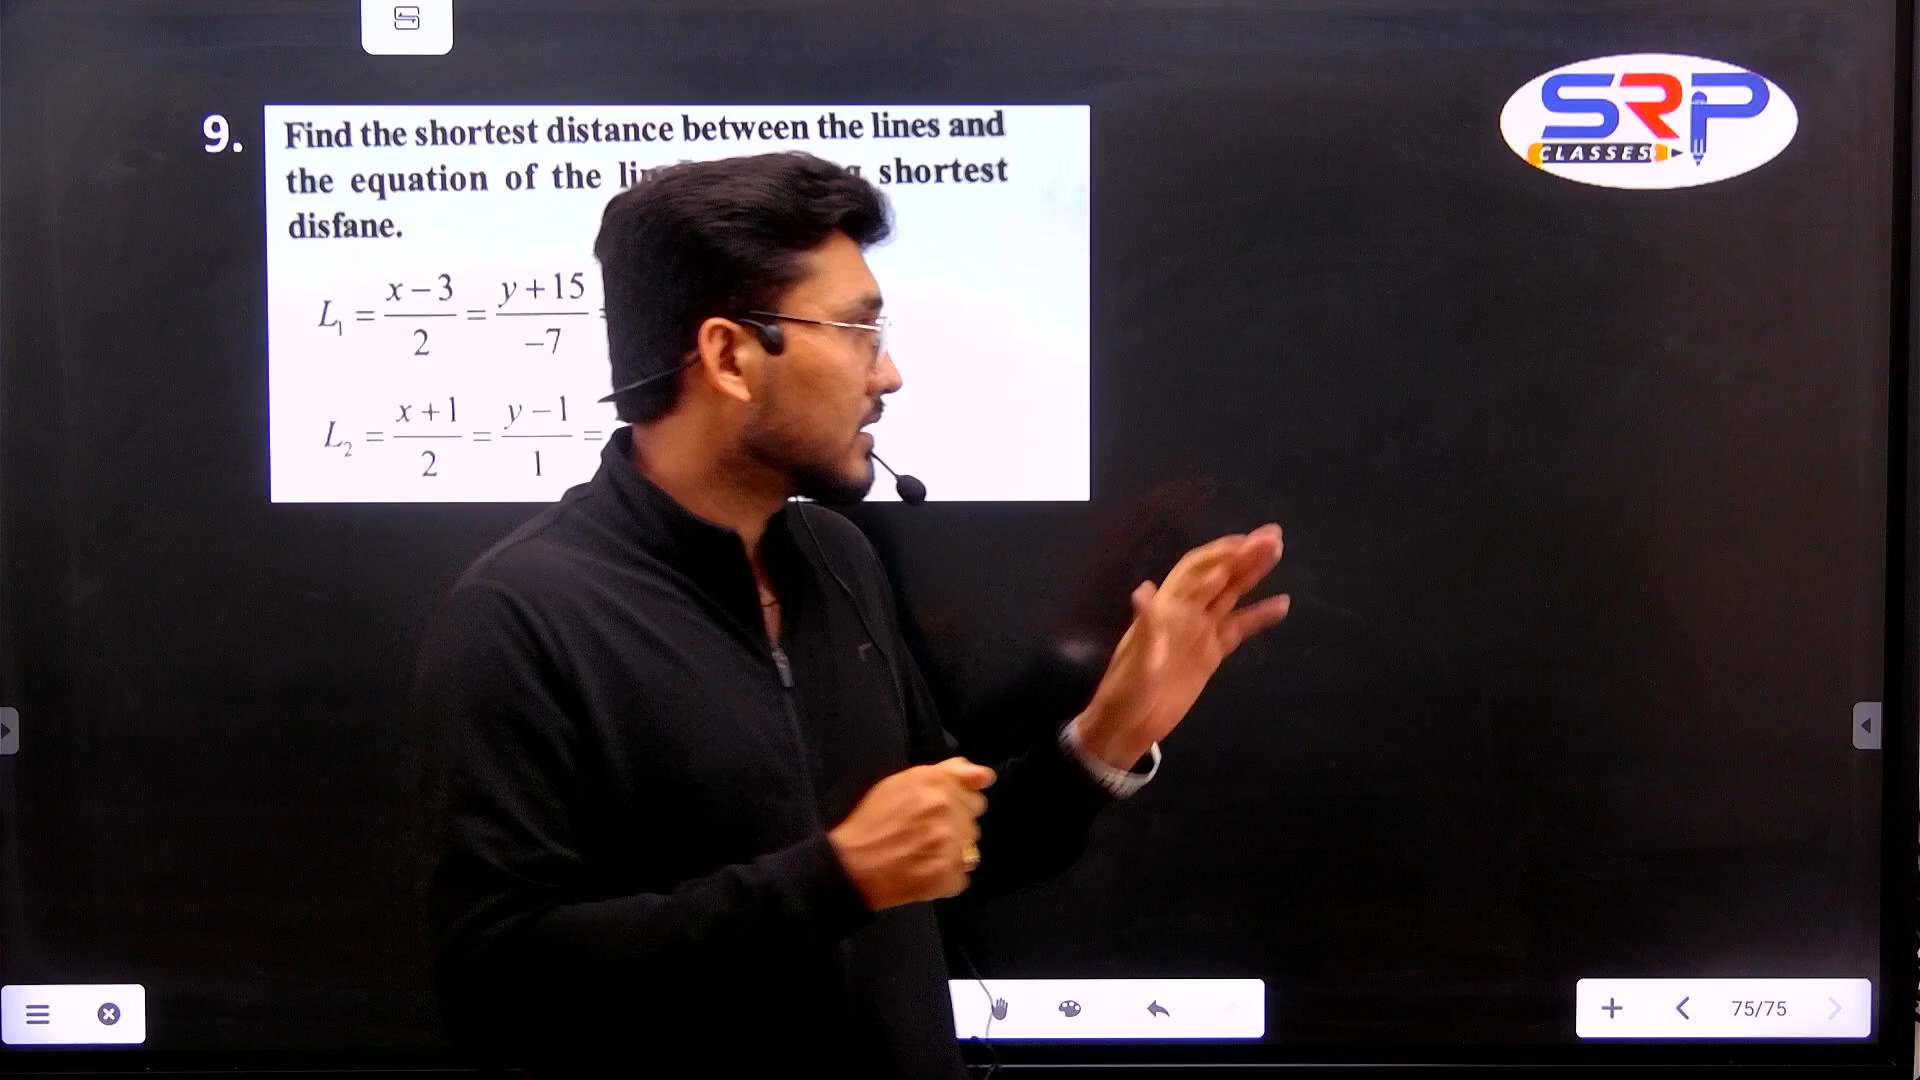 9.
Find the shortest distance between the lines and
the equation of the shortest
disfane.
L₁ = x − 3 / 2 = y + 15 / −7
L₂ = x + 1 / 2 = y − 1 / 1 =
SRP
CLASSES
75/75